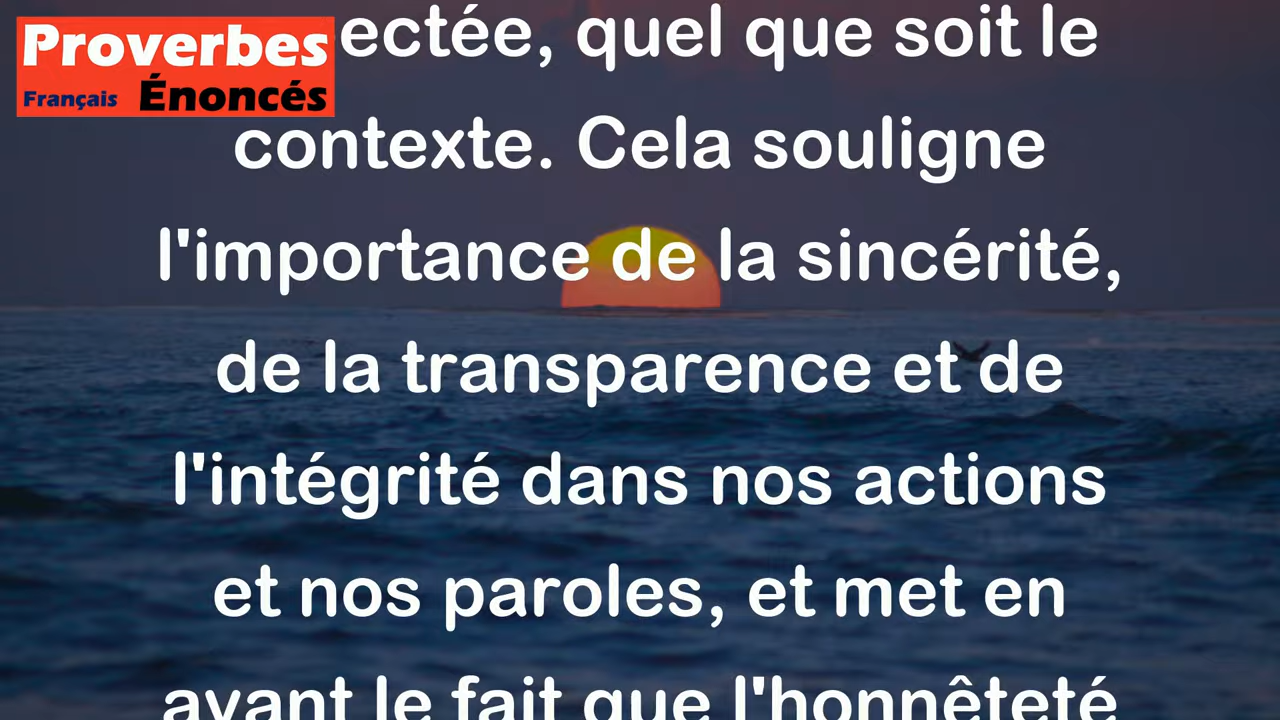 Proverbes
Français Énoncés
ectée, quel que soit le
contexte. Cela souligne
l'importance de la sincérité,
de la transparence et de
l'intégrité dans nos actions
et nos paroles, et met en
avant le fait que l'honnêteté